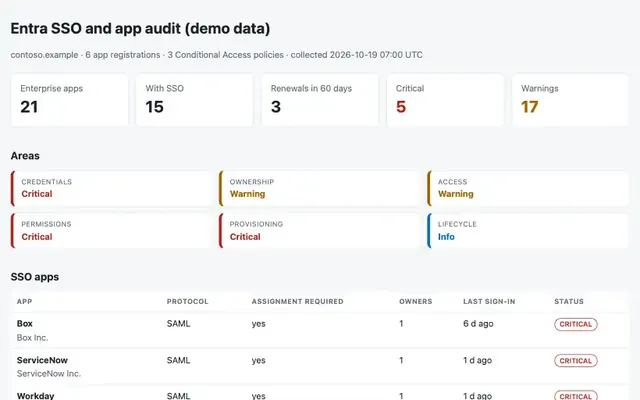 Entra SSO and app audit (demo data)
contoso.example · 6 app registrations · 3 Conditional Access policies · collected 2026-10-19 07:00 UTC
Enterprise apps
21
With SSO
15
Renewals in 60 days
3
Critical
5
Warnings
17
Areas
CREDENTIALS
Critical
OWNERSHIP
Warning
ACCESS
Warning
PERMISSIONS
Critical
PROVISIONING
Critical
LIFECYCLE
Info
SSO apps
APP PROTOCOL ASSIGNMENT REQUIRED OWNERS LAST SIGN-IN STATUS
Box SAML yes 1 6 d ago CRITICAL
Box Inc.
ServiceNow SAML yes 1 1 d ago CRITICAL
ServiceNow Inc.
Workday SAML yes 1 1 d ago CRITICAL